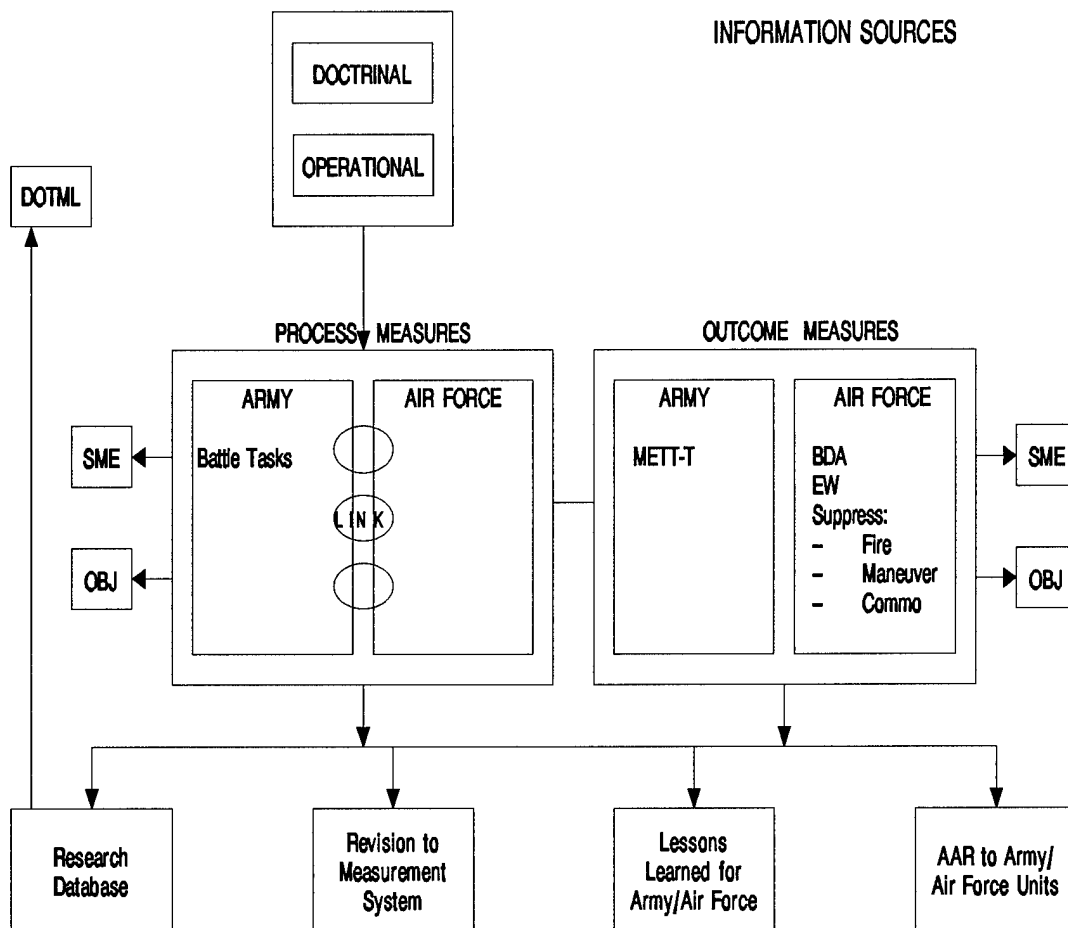 INFORMATION SOURCES
DOCTRINAL
OPERATIONAL
DOTML
PROCESS MEASURES
OUTCOME MEASURES
ARMY
AIR FORCE
ARMY
AIR FORCE
SME
Battle Tasks
METT-T
BDA
SME
EW
LINK
Suppress:
- Fire
OBJ
- Maneuver
OBJ
- Commo
Research
Database
Revision to
Measurement
System
Lessons
Learned for
Army/Air Force
AAR to Army/
Air Force Units